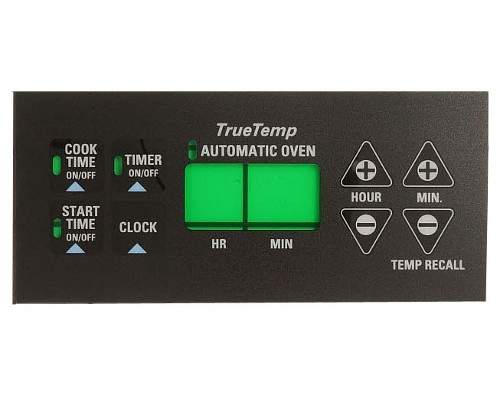 TrueTemp
AUTOMATIC OVEN
COOK
TIME
ON/OFF
TIMER
ON/OFF
START
TIME
ON/OFF
CLOCK
HR
MIN
+
+
HOUR
MIN.
−
−
TEMP RECALL